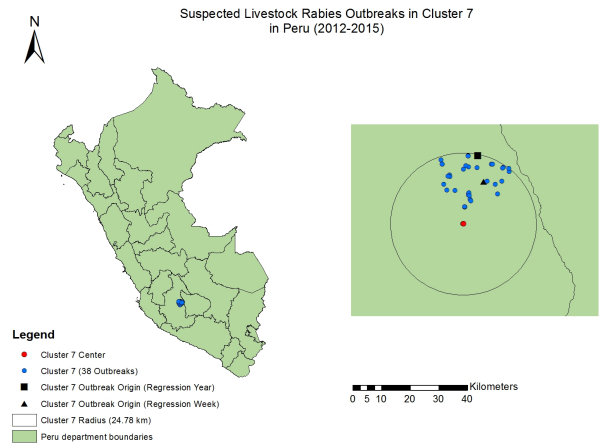 Suspected Livestock Rabies Outbreaks in Cluster 7
in Peru (2012-2015)
N
Legend
Cluster 7 Center
Cluster 7 (38 Outbreaks)
Cluster 7 Outbreak Origin (Regression Year)
Cluster 7 Outbreak Origin (Regression Week)
Cluster 7 Radius (24.78 km)
Peru department boundaries
Kilometers
0 5 10 20 30 40